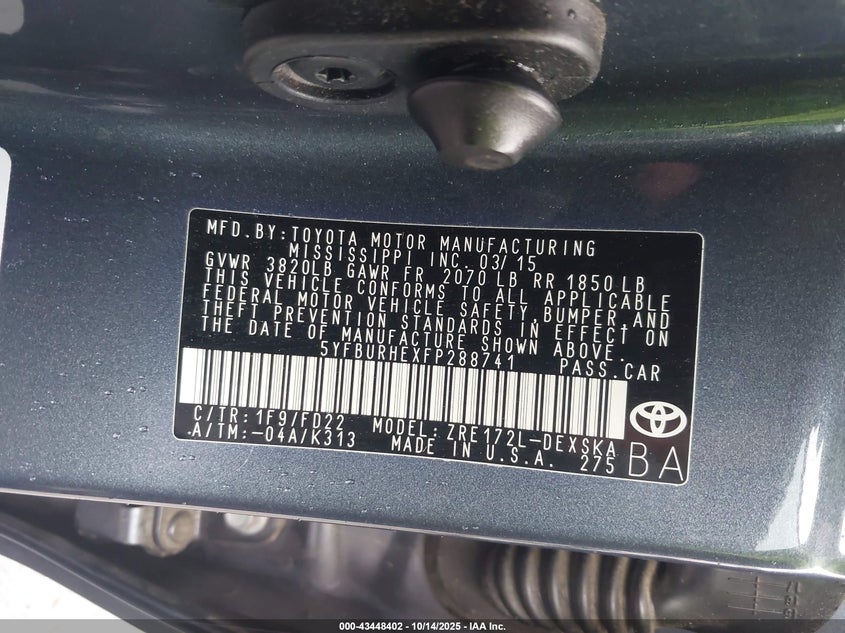 MFD. BY: TOYOTA MOTOR MANUFACTURING
MISSISSIPPI INC. 03/15
GVWR 3820LB GAWR FR 2070 LB RR 1850 LB
THIS VEHICLE CONFORMS TO ALL APPLICABLE
FEDERAL MOTOR VEHICLE SAFETY, BUMPER, AND
THEFT PREVENTION STANDARDS IN EFFECT ON
THE DATE OF MANUFACTURE SHOWN ABOVE.
5YFBURHEXFP288741 PASS. CAR
C/TR: 1F9/FD22 MODEL: ZRE172L-DEXSKA
A/TM: -04A/K313 MADE IN U.S.A. 275
BA
000-43448402 - 10/14/2025 - IAA Inc.